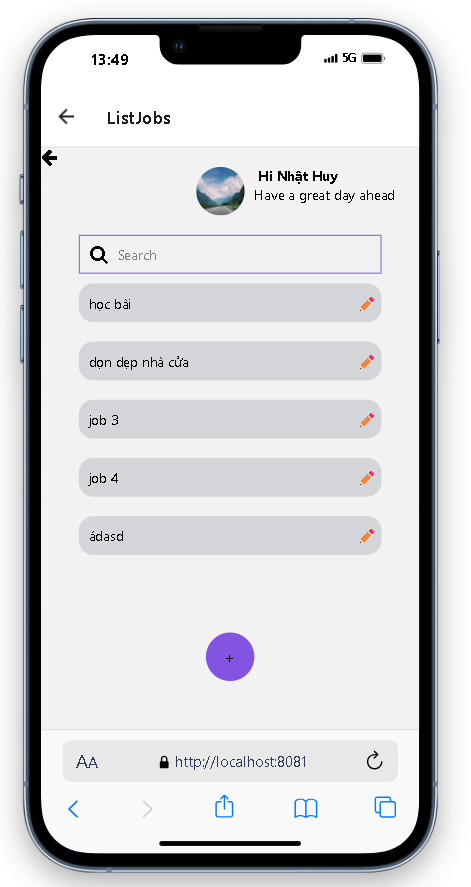 13:49 5G
ListJobs
Hi Nhật Huy
Have a great day ahead
Search
học bài
dọn dẹp nhà cửa
job 3
job 4
ádasd
+
AA http://localhost:8081